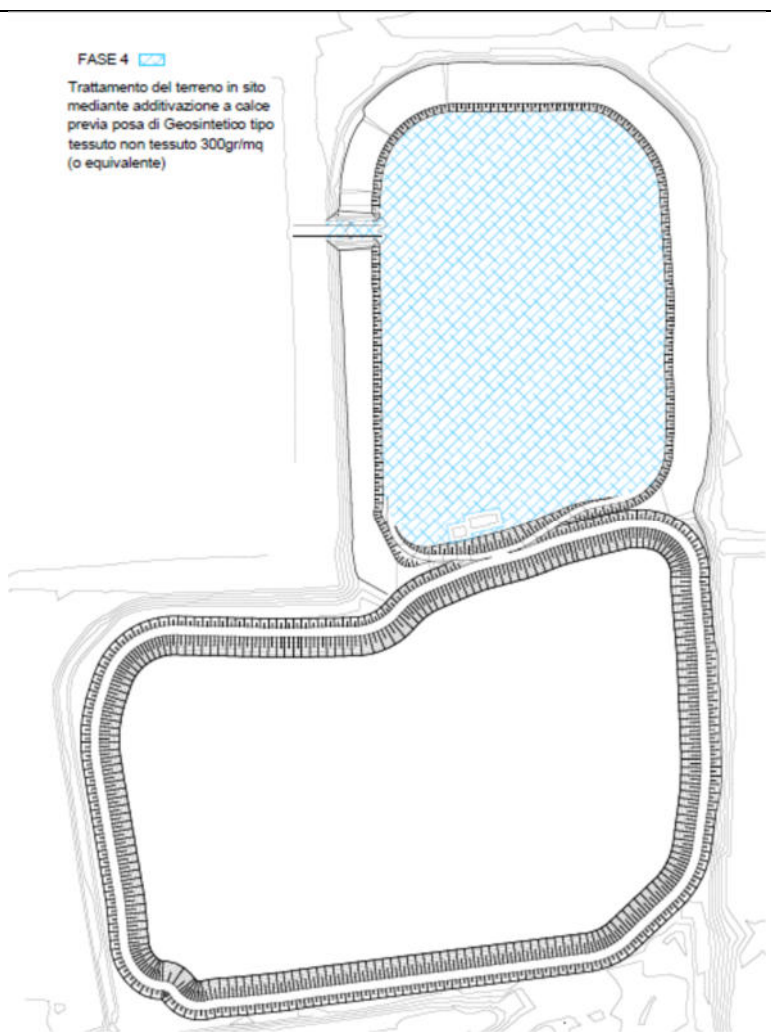 FASE 4
Trattamento del terreno in sito
mediante additivazione a calce
previa posa di Geosintetico tipo
tessuto non tessuto 300gr/mq
(o equivalente)